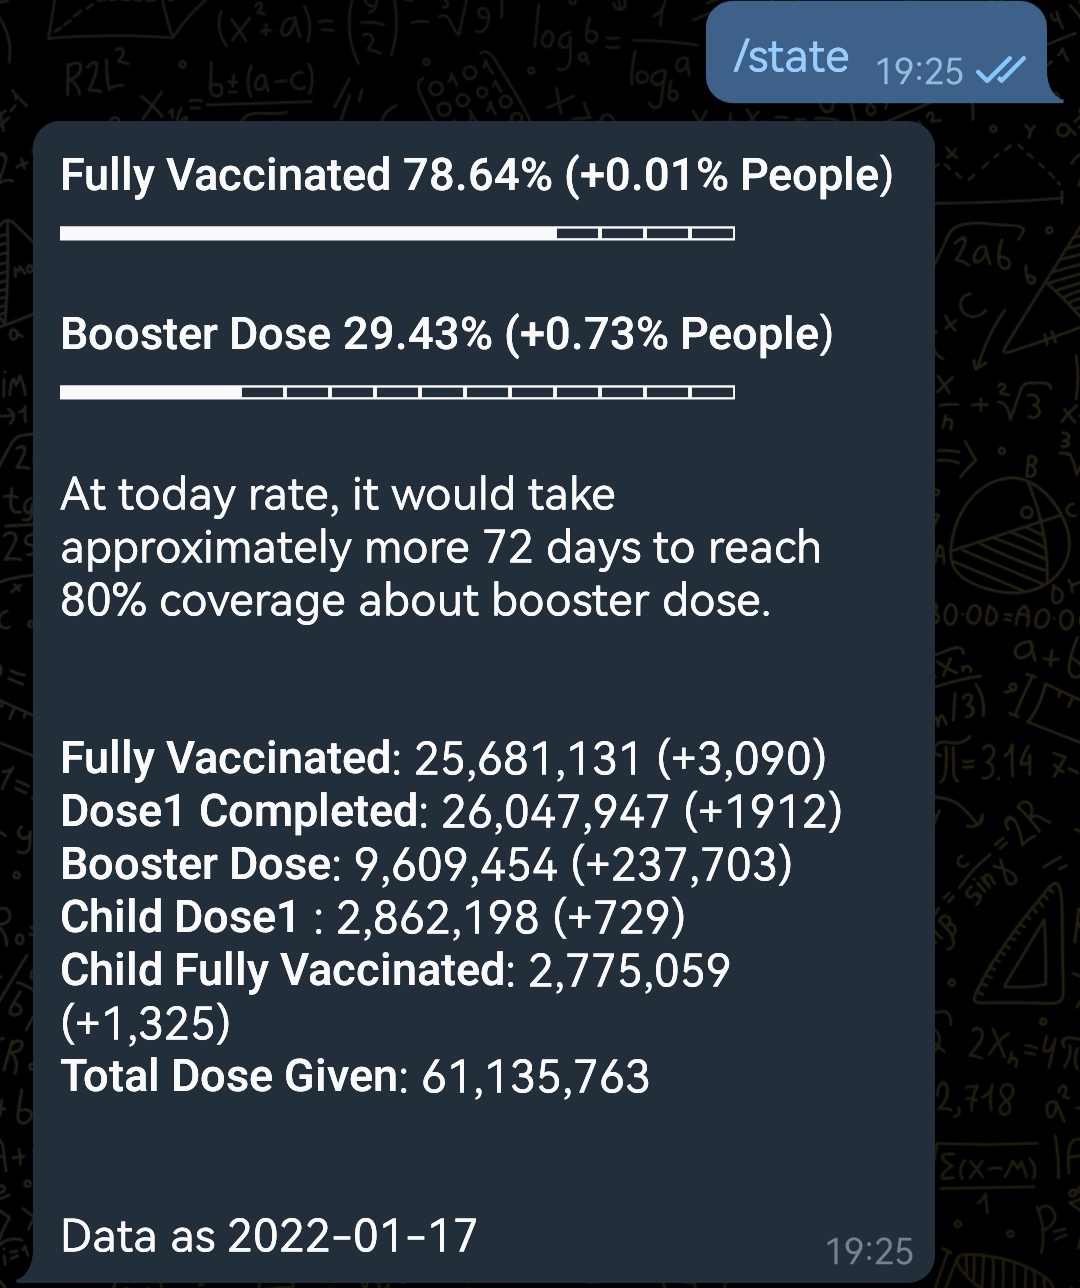 /state 19:25
Fully Vaccinated 78.64% (+0.01% People)
Booster Dose 29.43% (+0.73% People)
At today rate, it would take
approximately more 72 days to reach
80% coverage about booster dose.
Fully Vaccinated: 25,681,131 (+3,090)
Dose1 Completed: 26,047,947 (+1912)
Booster Dose: 9,609,454 (+237,703)
Child Dose1 : 2,862,198 (+729)
Child Fully Vaccinated: 2,775,059
(+1,325)
Total Dose Given: 61,135,763
Data as 2022-01-17
19:25